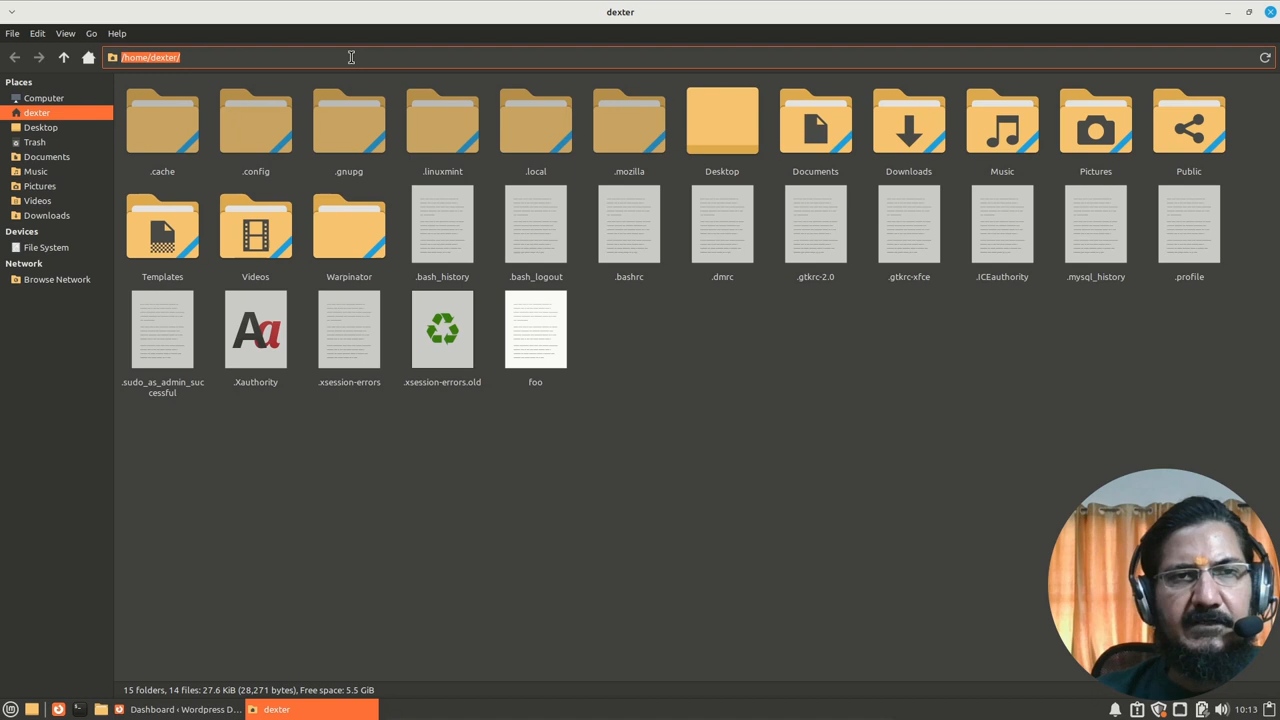 dexter
File Edit View Go Help
/home/dexter/
Places
Computer
dexter
Desktop
Trash
Documents
Music
Pictures
Videos
Downloads
Devices
File System
Network
Browse Network
.cache .config .gnupg .linuxmint .local .mozilla Desktop Documents Downloads Music Pictures Public
Templates Videos Warpinator .bash_history .bash_logout .bashrc .dmrc .gtkrc-2.0 .gtkrc-xfce .ICEauthority .mysql_history .profile
Aa
.sudo_as_admin_suc
cessful
.Xauthority .xsession-errors .xsession-errors.old foo
15 folders, 14 files: 27.6 KiB (28,271 bytes), Free space: 5.5 GiB
Dashboard ‹ Wordpress D... dexter 10:13